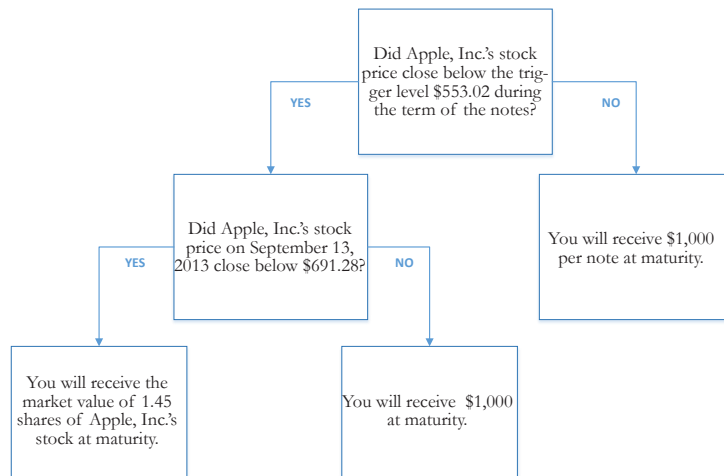 Did Apple, Inc.'s stock
price close below the trig-
ger level $553.02 during
the term of the notes?
YES
NO
Did Apple, Inc.'s stock
price on September 13,
2013 close below $691.28?
You will receive $1,000
per note at maturity.
YES
NO
You will receive the
market value of 1.45
shares of Apple, Inc.'s
stock at maturity.
You will receive $1,000
at maturity.